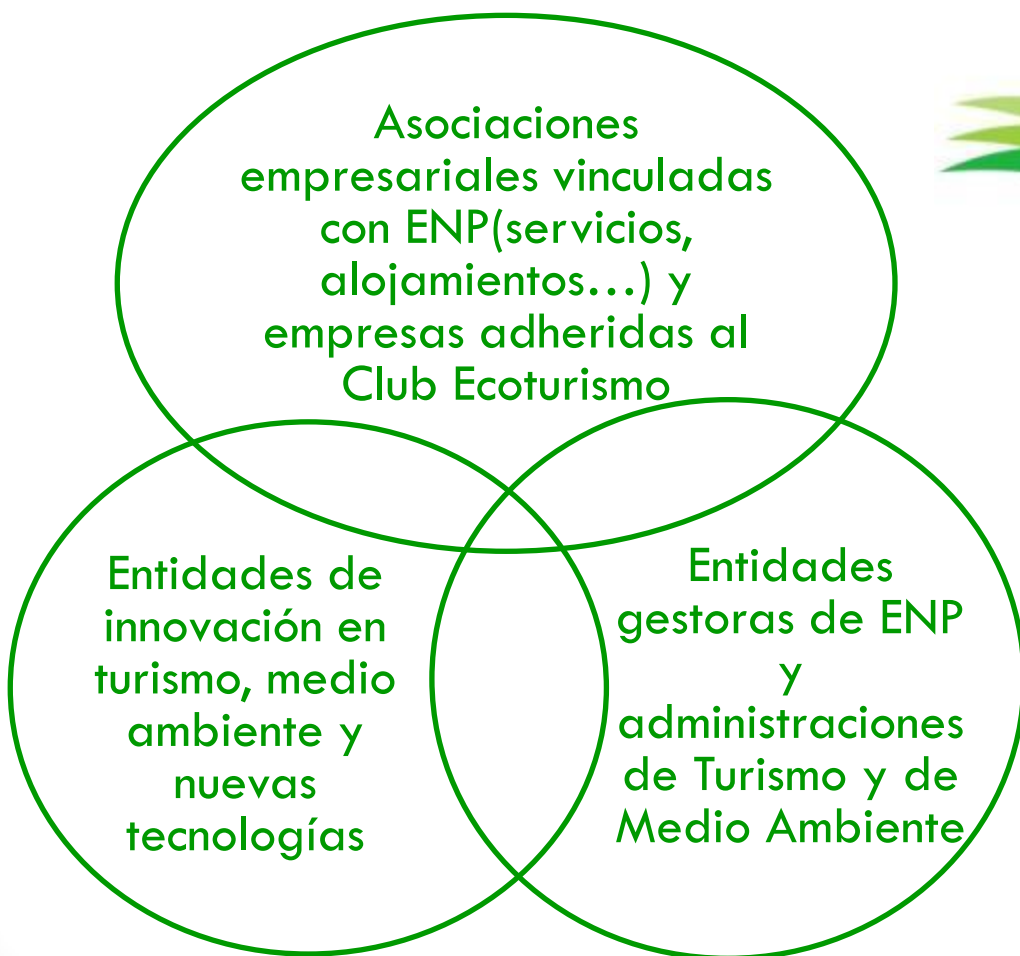 Asociaciones
empresariales vinculadas
con ENP(servicios,
alojamientos...) y
empresas adheridas al
Club Ecoturismo
Entidades de
innovación en
turismo, medio
ambiente y
nuevas
tecnologías
Entidades
gestoras de ENP
y
administraciones
de Turismo y de
Medio Ambiente